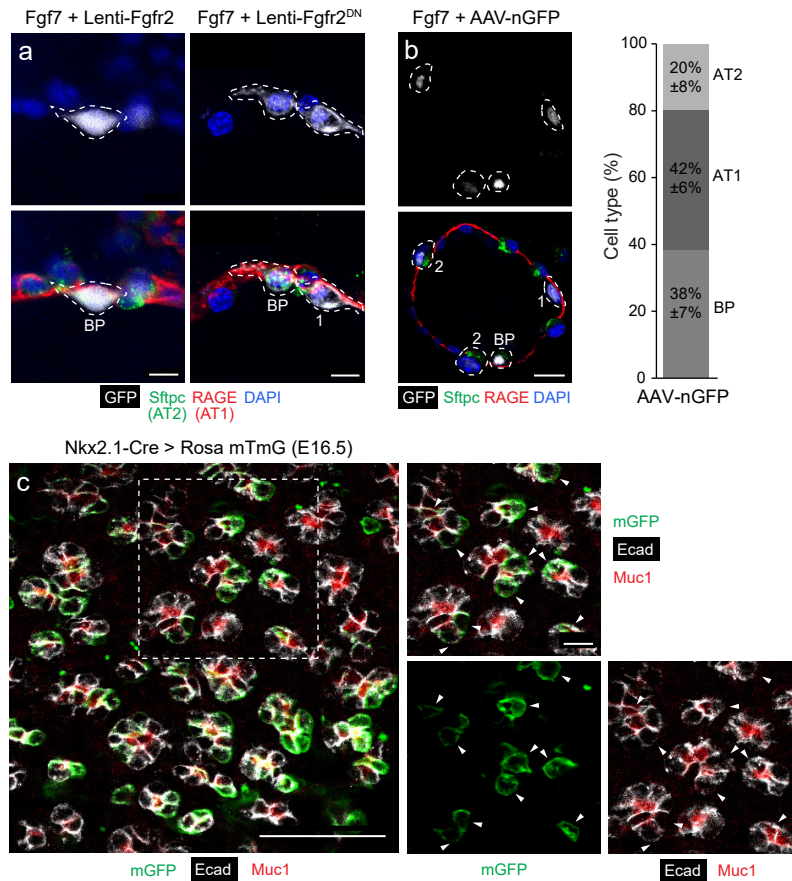 Fgf7 + Lenti-Fgfr2
Fgf7 + Lenti-Fgfr2DN
Fgf7 + AAV-nGFP
a
b
BP
BP
1
2
1
2
BP
GFP Sftpc RAGE DAPI
(AT2) (AT1)
GFP Sftpc RAGE DAPI
Cell type (%)
100
80
60
40
20
0
20%
±8%
AT2
42%
±6%
AT1
38%
±7%
BP
AAV-nGFP
Nkx2.1-Cre > Rosa mTmG (E16.5)
c
mGFP
Ecad
Muc1
mGFP Ecad Muc1
mGFP
Ecad Muc1